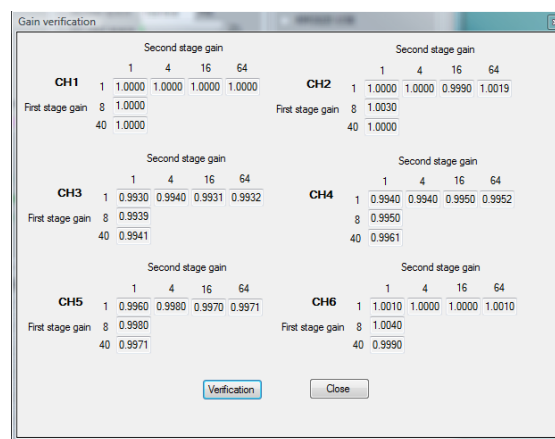 Gain verification
Second stage gain
1 4 16 64
CH1 1 1.0000 1.0000 1.0000 1.0000
First stage gain 8 1.0000
40 1.0000
Second stage gain
1 4 16 64
CH2 1 1.0000 1.0000 0.9990 1.0019
First stage gain 8 1.0030
40 1.0000
Second stage gain
1 4 16 64
CH3 1 0.9930 0.9940 0.9931 0.9932
First stage gain 8 0.9939
40 0.9941
Second stage gain
1 4 16 64
CH4 1 0.9940 0.9940 0.9950 0.9952
First stage gain 8 0.9950
40 0.9961
Second stage gain
1 4 16 64
CH5 1 0.9960 0.9980 0.9970 0.9971
First stage gain 8 0.9980
40 0.9971
Second stage gain
1 4 16 64
CH6 1 1.0010 1.0000 1.0000 1.0010
First stage gain 8 1.0040
40 0.9990
Verification Close